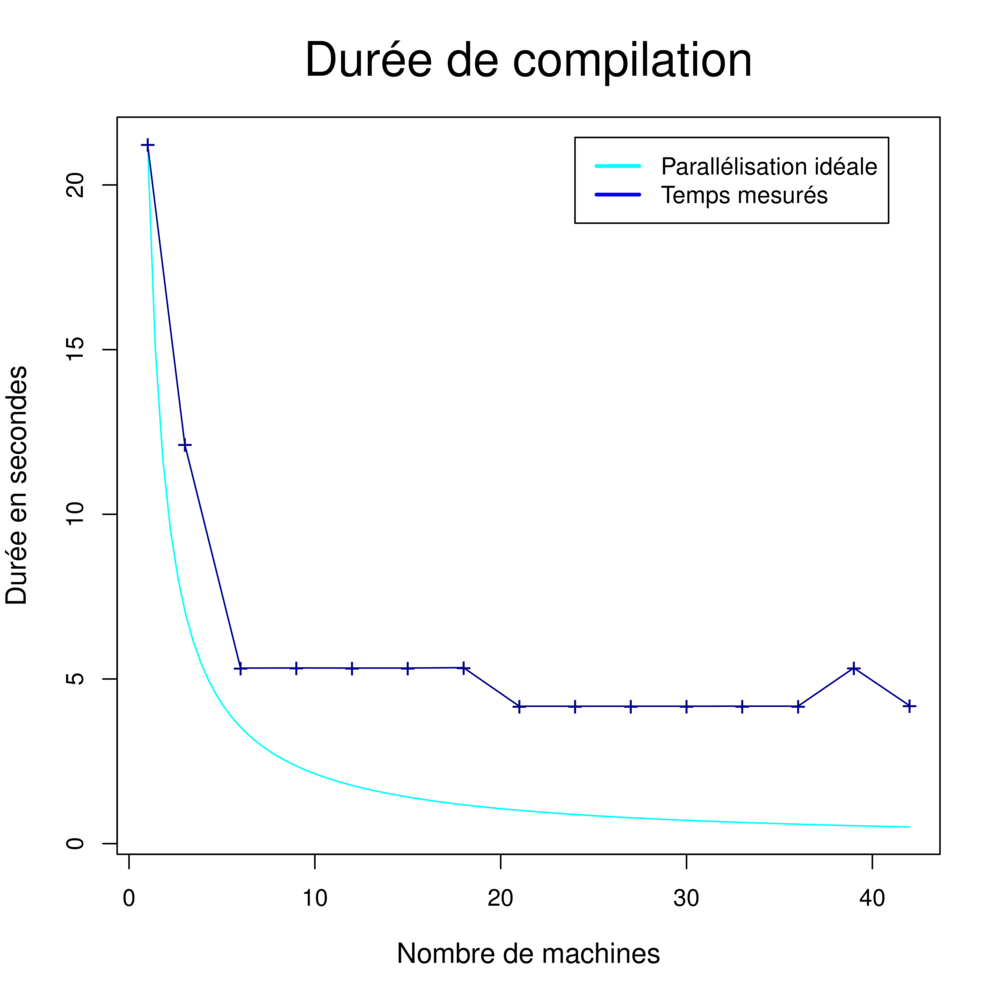 Durée de compilation
Parallélisation idéale
Temps mesurés
Durée en secondes
20
15
10
5
0
0 10 20 30 40
Nombre de machines